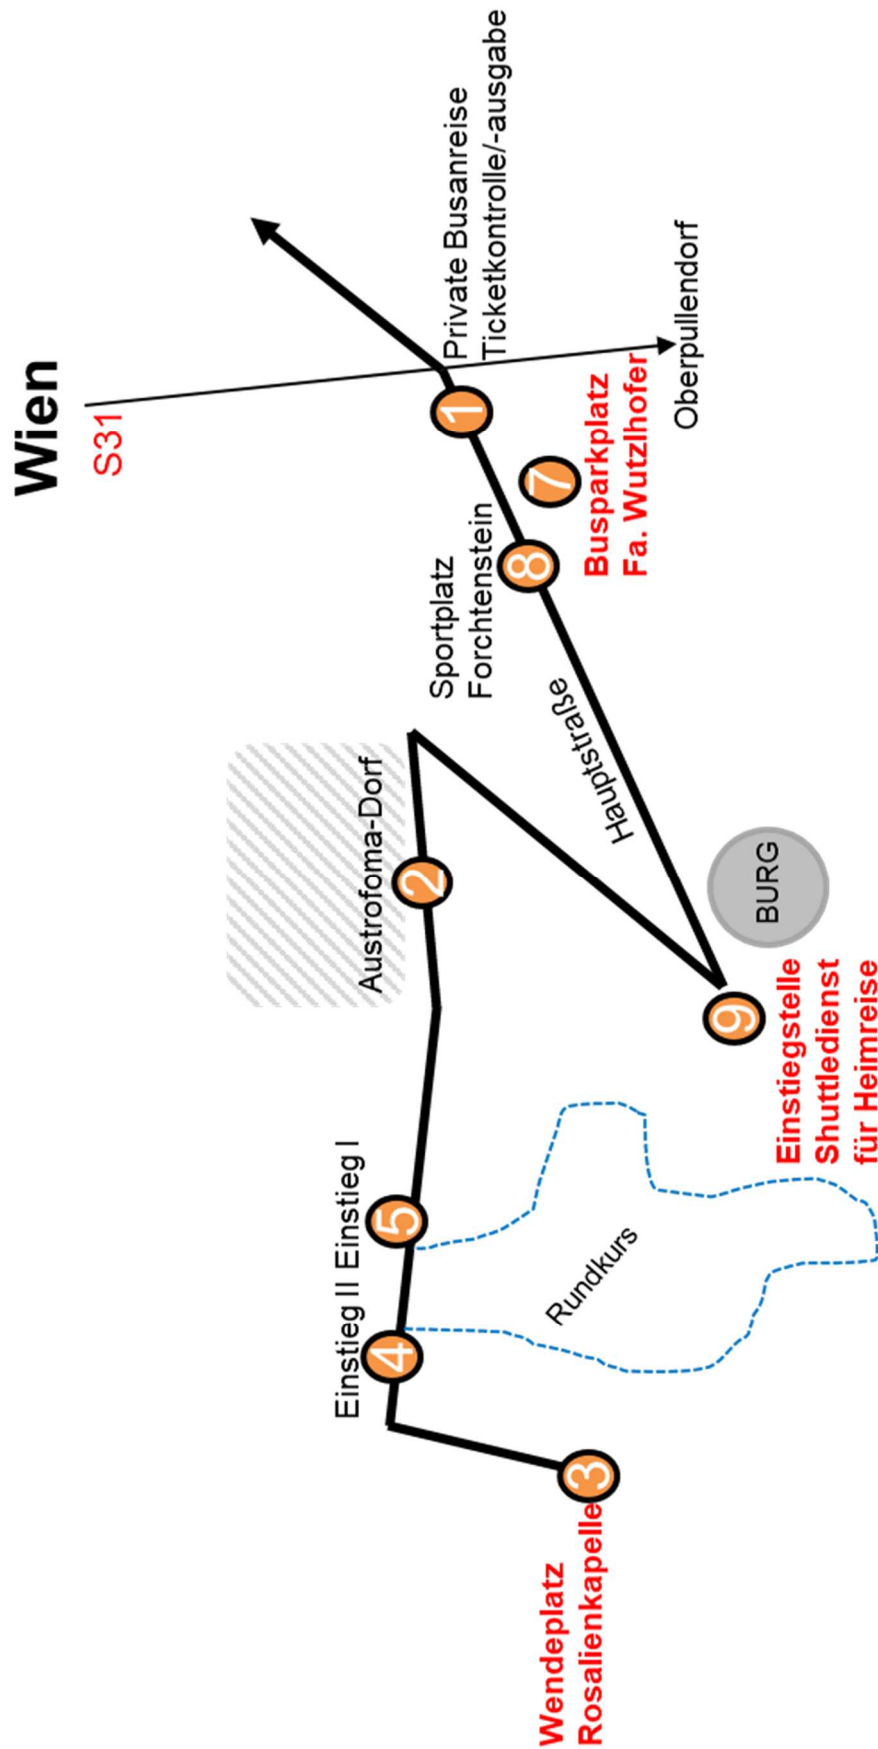 Wien
S31
Private Busanreise
Ticketkontrolle/-ausgabe
1
Oberpullendorf
7
Busparkplatz
Fa. Wutzlhofer
8
Sportplatz
Forchtenstein
Hauptstraße
Austrofoma-Dorf
2
BURG
9
Einstiegstelle
Shuttledienst
für Heimreise
Einstieg II Einstieg I
5
4
Rundkurs
3
Wendeplatz
Rosalienkapelle